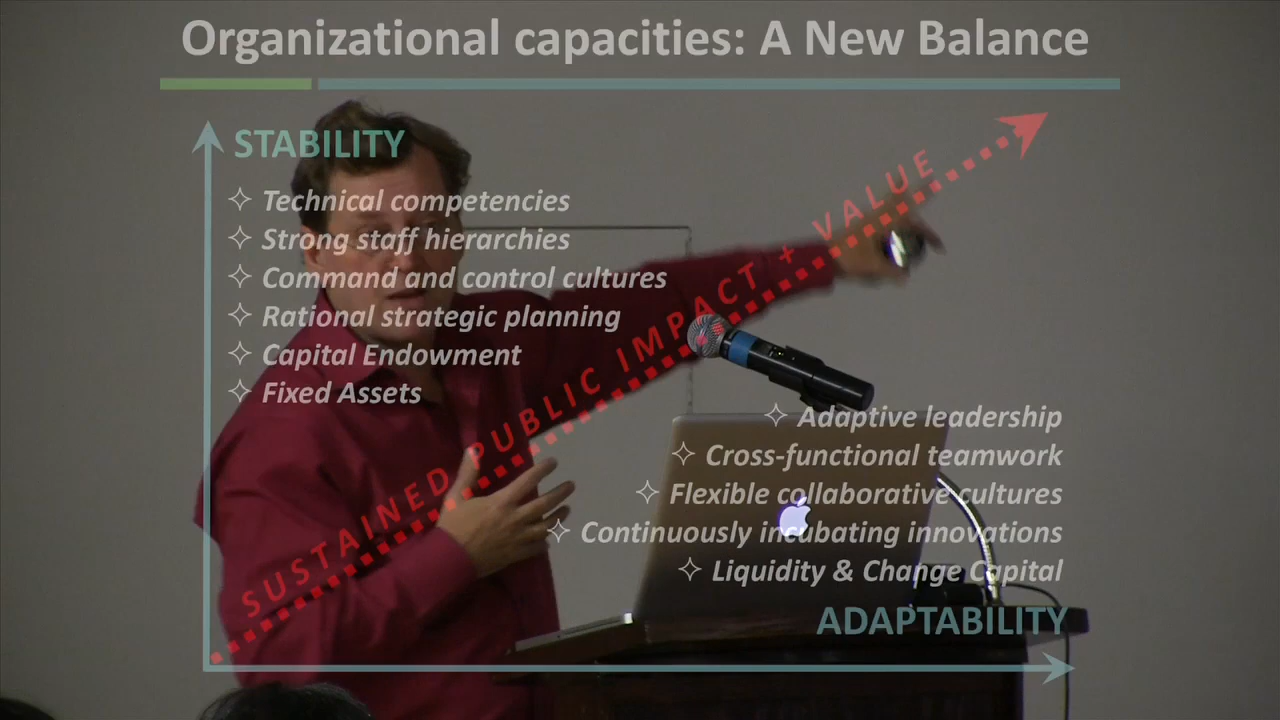 Organizational capacities: A New Balance
STABILITY
Technical competencies
Strong staff hierarchies
Command and control cultures
Rational strategic planning
Capital Endowment
Fixed Assets
SUSTAINED PUBLIC IMPACT + VALUE
Adaptive leadership
Cross-functional teamwork
Flexible collaborative cultures
Continuously incubating innovations
Liquidity & Change Capital
ADAPTABILITY